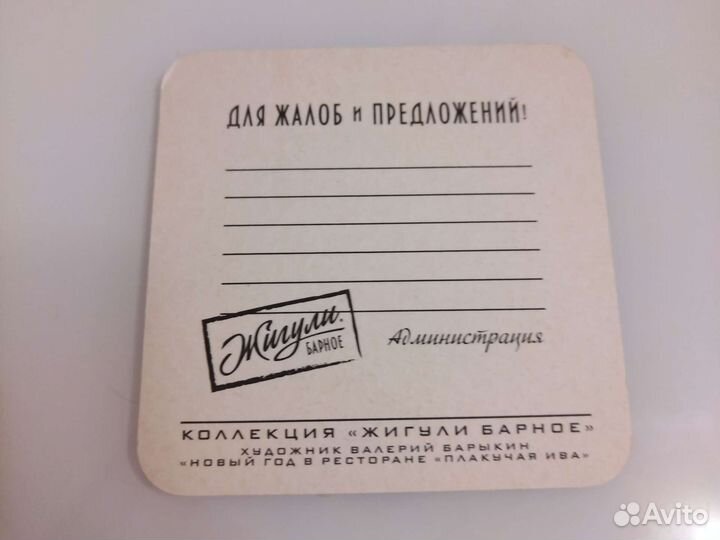 ДЛЯ ЖАЛОБ и ПРЕДЛОЖЕНИЙ!
Жигули.
БАРНОЕ
Администрация
КОЛЛЕКЦИЯ «ЖИГУЛИ БАРНОЕ»
ХУДОЖНИК ВАЛЕРИЙ БАРЫКИН
«НОВЫЙ ГОД В РЕСТОРАНЕ «ПЛАКУЧАЯ ИВА»
Avito